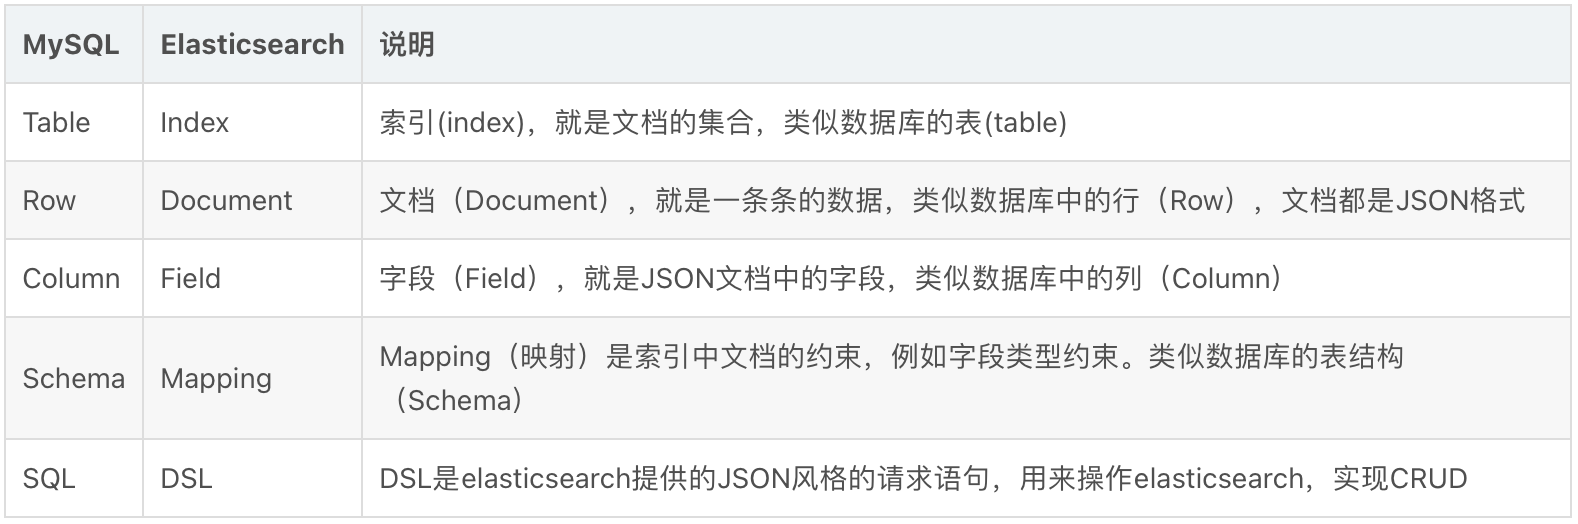 MySQL Elasticsearch 说明
Table Index 索引(index)，就是文档的集合，类似数据库的表(table)
Row Document 文档（Document），就是一条条的数据，类似数据库中的行（Row），文档都是JSON格式
Column Field 字段（Field），就是JSON文档中的字段，类似数据库中的列（Column）
Schema Mapping Mapping（映射）是索引中文档的约束，例如字段类型约束。类似数据库的表结构
（Schema）
SQL DSL DSL是elasticsearch提供的JSON风格的请求语句，用来操作elasticsearch，实现CRUD